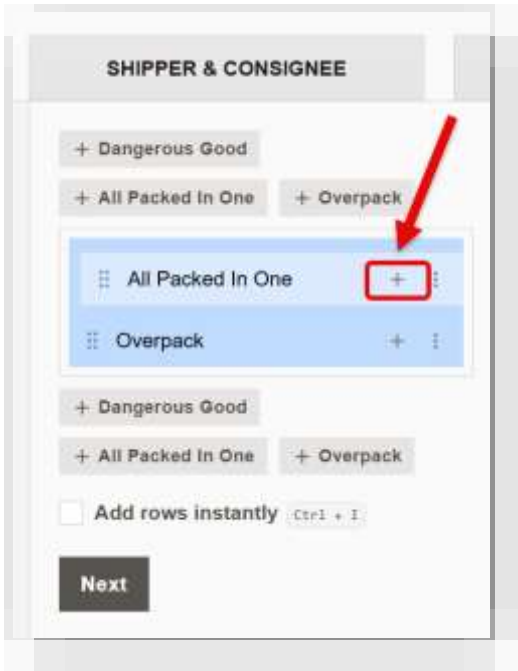 SHIPPER & CONSIGNEE
+ Dangerous Good
+ All Packed In One + Overpack
All Packed In One +
Overpack +
+ Dangerous Good
+ All Packed In One + Overpack
Add rows instantly Ctrl + I
Next